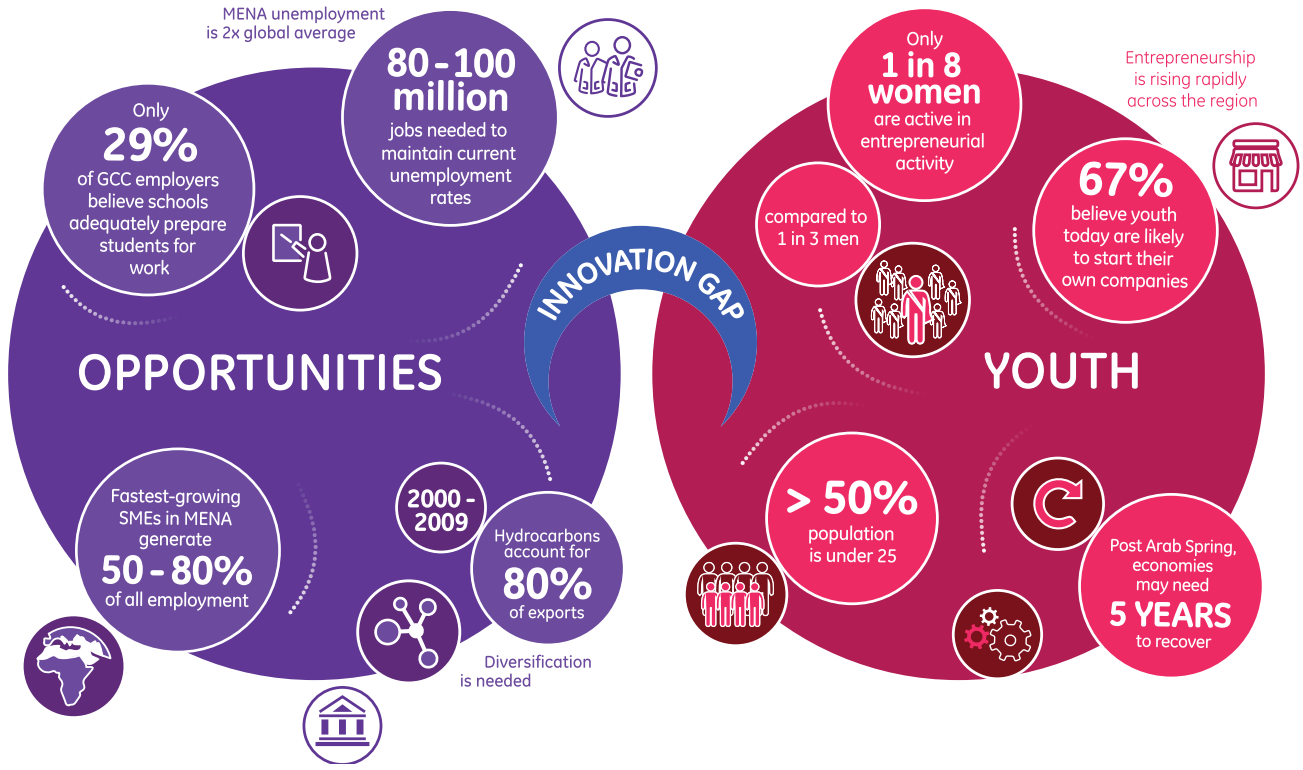 MENA unemployment
is 2x global average
80 - 100
million
jobs needed to
maintain current
unemployment
rates
Only
29%
of GCC employers
believe schools
adequately prepare
students for
work
OPPORTUNITIES
Fastest-growing
SMEs in MENA
generate
50 - 80%
of all employment
2000 -
2009
Hydrocarbons
account for
80%
of exports
Diversification
is needed
INNOVATION GAP
Only
1 in 8
women
are active in
entrepreneurial
activity
compared to
1 in 3 men
Entrepreneurship
is rising rapidly
across the region
67%
believe youth
today are likely
to start their
own companies
YOUTH
> 50%
population
is under 25
Post Arab Spring,
economies
may need
5 YEARS
to recover